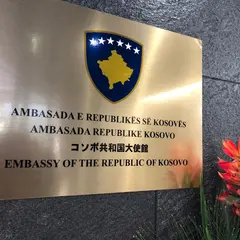 AMBASADA E REPUBLIKËS SË KOSOVËS
AMBASADA REPUBLIKE KOSOVO
コソボ共和国大使館
EMBASSY OF THE REPUBLIC OF KOSOVO